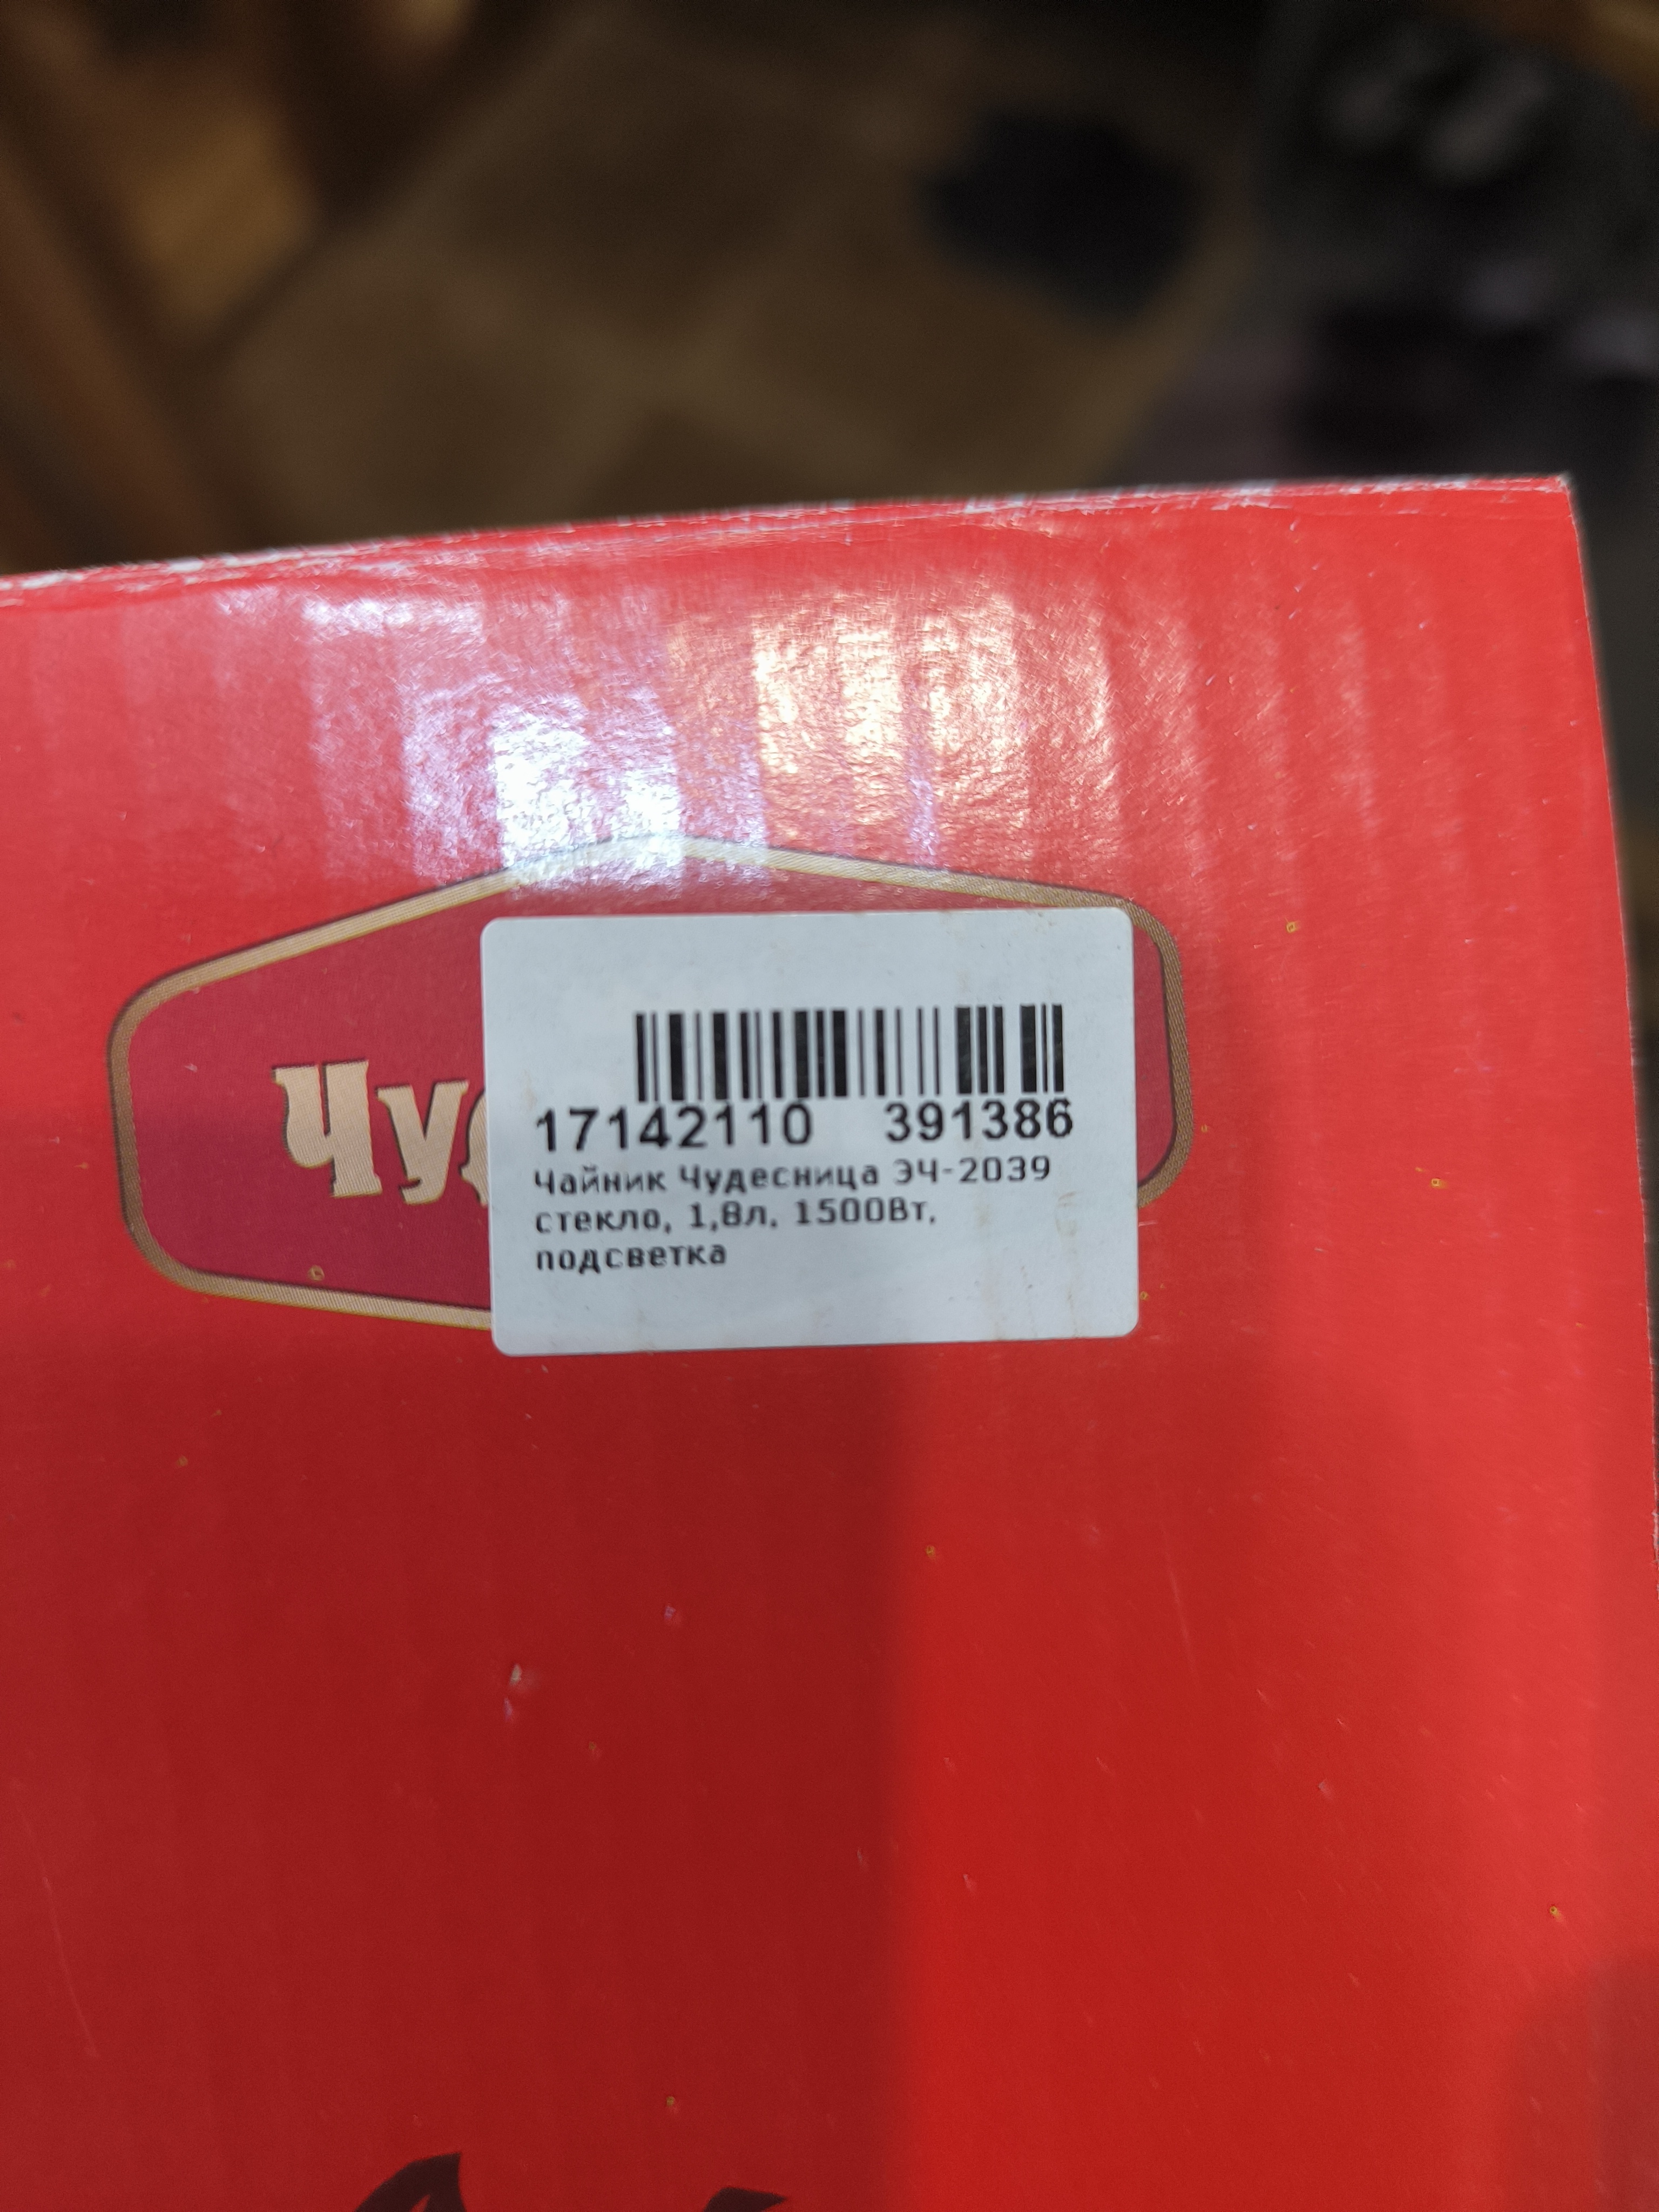 Чуд
17142110 391386
Чайник Чудесница ЭЧ-2039
стекло, 1,8л, 1500Вт,
подсветка